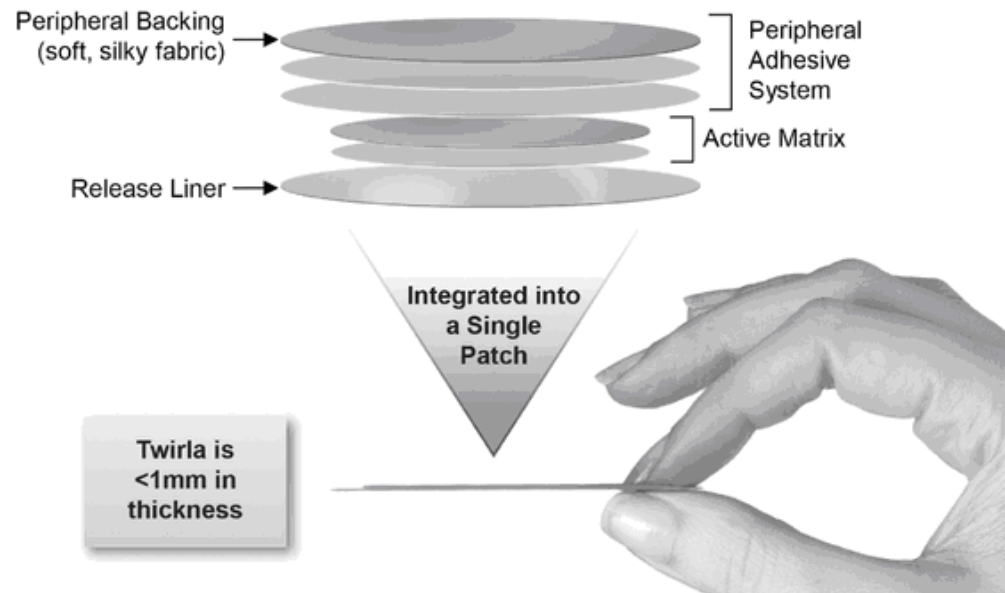 Peripheral Backing
(soft, silky fabric)
Peripheral
Adhesive
System
Active Matrix
Release Liner
Integrated into
a Single
Patch
Twirla is
<1mm in
thickness